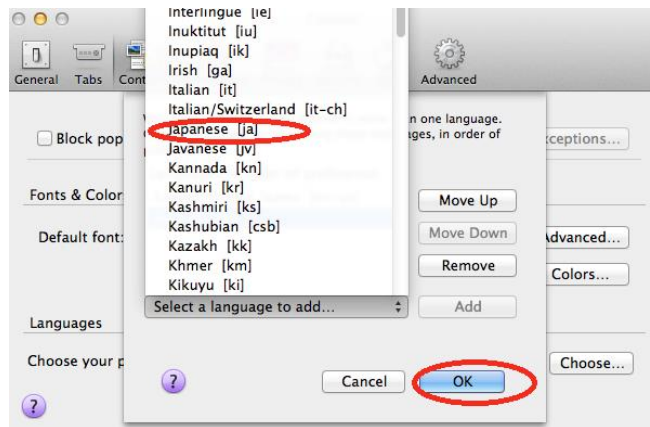 Interlingue [ie]
Inuktitut [iu]
Inupiaq [ik]
Irish [ga]
Italian [it]
Italian/Switzerland [it-ch]
Japanese [ja]
Javanese [jv]
Kannada [kn]
Kanuri [kr]
Kashmiri [ks]
Kashubian [csb]
Kazakh [kk]
Khmer [km]
Kikuyu [ki]
Select a language to add...
General Tabs Cont Advanced
n one language.
ges, in order of
Block pop
xceptions...
Fonts & Color
Move Up
Default font:
Move Down
Advanced...
Remove
Colors...
Add
Languages
Choose your p
Choose...
?
Cancel
OK
?